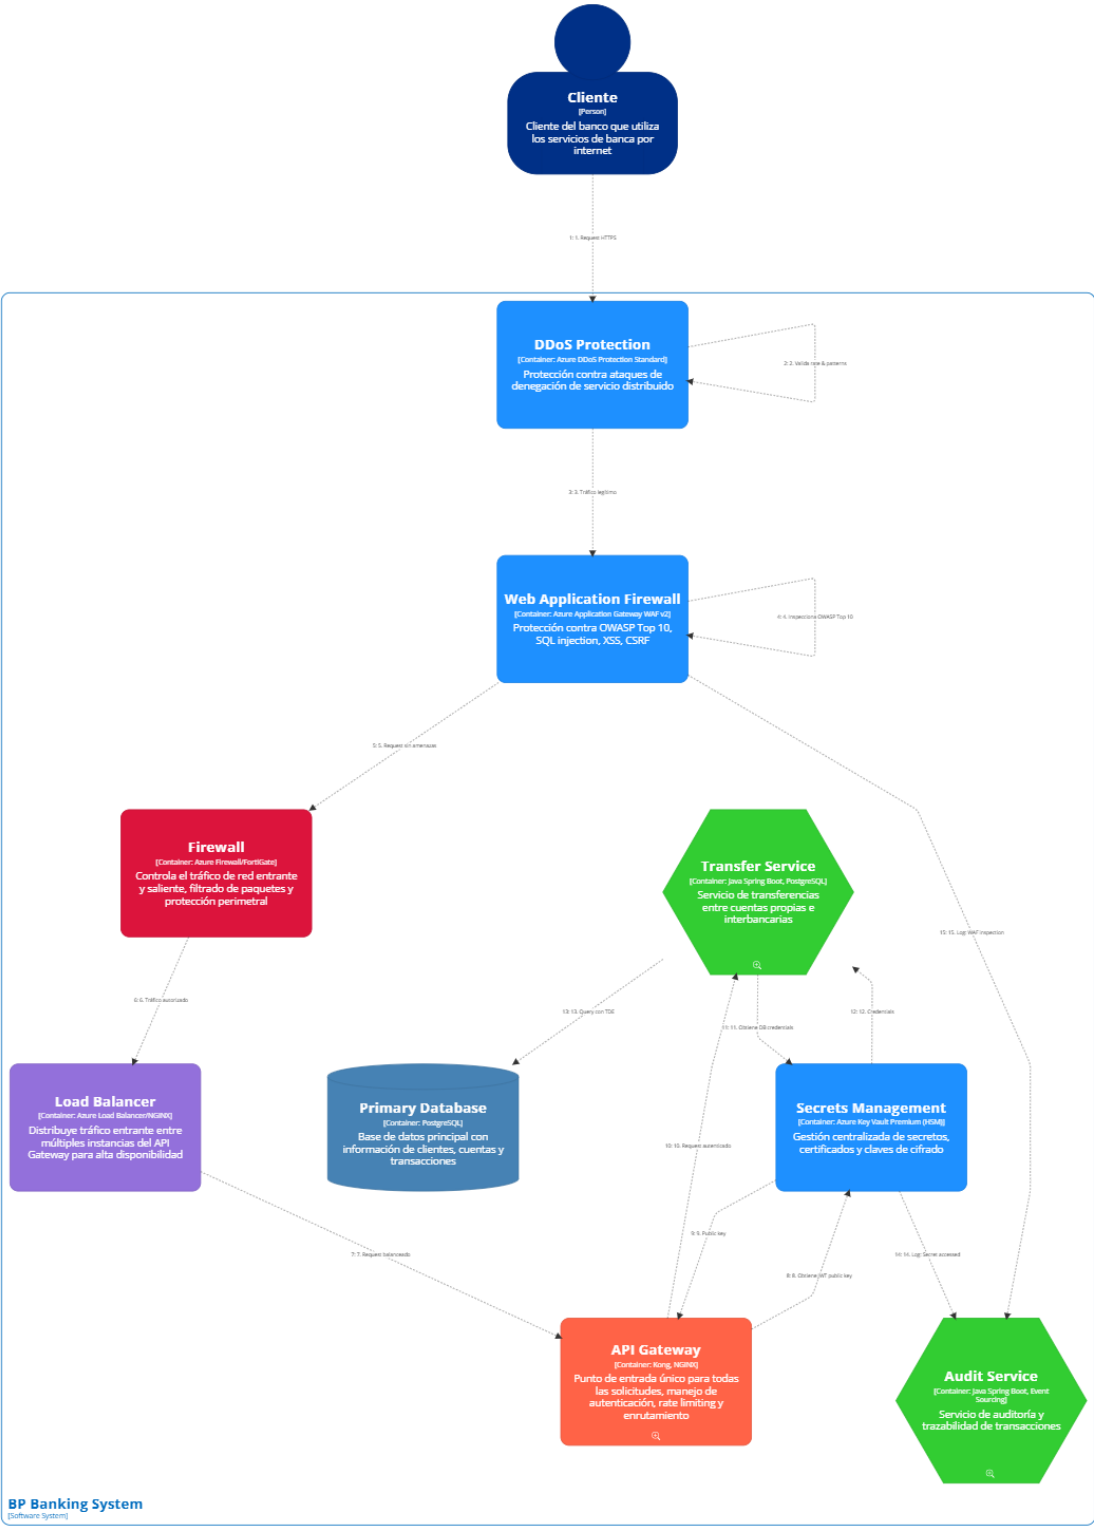 Cliente
[Person]
Cliente del banco que utiliza
los servicios de banca por
internet
1: 1. Request HTTPS
DDoS Protection
[Container: Azure DDoS Protection Standard]
Protección contra ataques de
denegación de servicio distribuido
2: 2. Valida rate & patterns
3: 3. Tráfico legítimo
Web Application Firewall
[Container: Azure Application Gateway WAF v2]
Protección contra OWASP Top 10,
SQL injection, XSS, CSRF
4: 4. Inspecciona OWASP Top 10
5: 5. Request sin amenazas
Firewall
[Container: Azure Firewall/FortiGate]
Controla el tráfico de red entrante
y saliente, filtrado de paquetes y
protección perimetral
Transfer Service
[Container: Java Spring Boot, PostgreSQL]
Servicio de transferencias
entre cuentas propias e
interbancarias
15: 15. Log: WAF inspection
6: 6. Tráfico autorizado
13: 13. Query con TDE
11: 11. Obtiene DB credentials
12: 12. Credentials
Load Balancer
[Container: Azure Load Balancer/NGINX]
Distribuye tráfico entrante entre
múltiples instancias del API
Gateway para alta disponibilidad
Primary Database
[Container: PostgreSQL]
Base de datos principal con
información de clientes, cuentas y
transacciones
Secrets Management
[Container: Azure Key Vault Premium (HSM)]
Gestión centralizada de secretos,
certificados y claves de cifrado
10: 10. Request autenticado
9: 9. Public key
7: 7. Request balanceado
8: 8. Obtiene JWT public key
14: 14. Log: Secret accessed
API Gateway
[Container: Kong, NGINX]
Punto de entrada único para todas
las solicitudes, manejo de
autenticación, rate limiting y
enrutamiento
Audit Service
[Container: Java Spring Boot, Event
Sourcing]
Servicio de auditoría y
trazabilidad de transacciones
BP Banking System
[Software System]